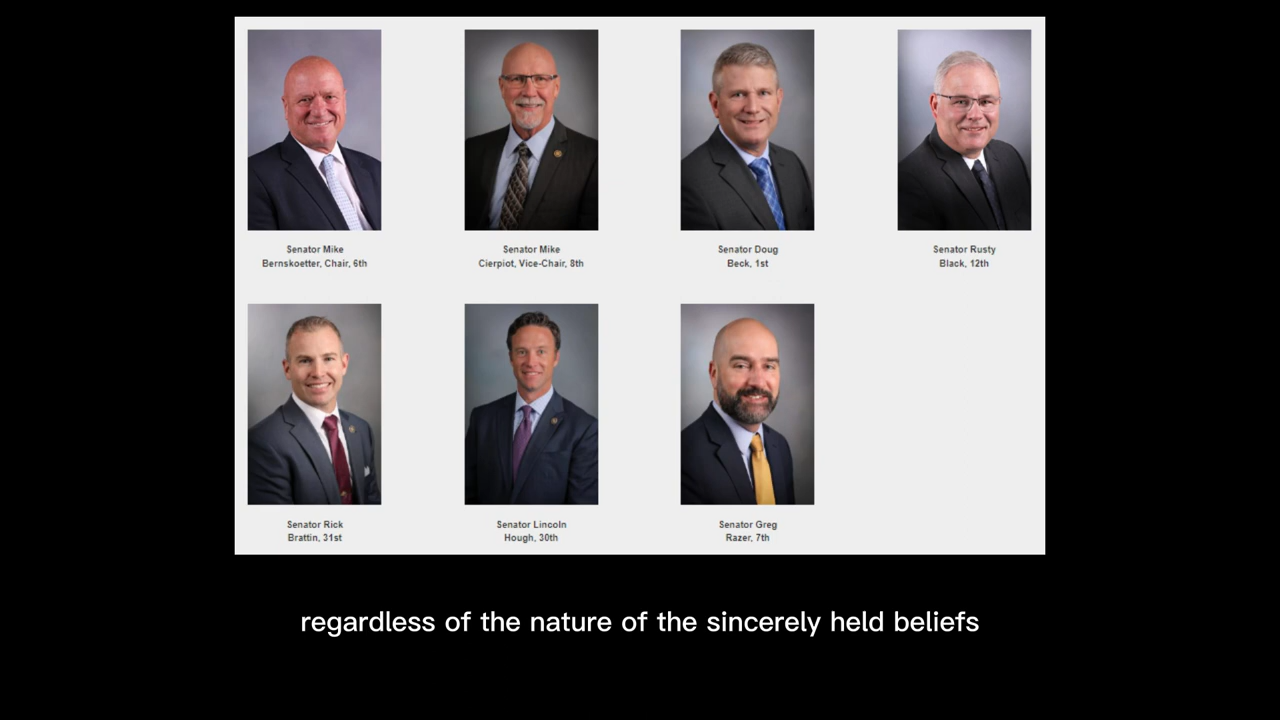 Senator Mike
Bernskoetter, Chair, 6th
Senator Mike
Cierpiot, Vice-Chair, 8th
Senator Doug
Beck, 1st
Senator Rusty
Black, 12th
Senator Rick
Brattin, 31st
Senator Lincoln
Hough, 30th
Senator Greg
Razer, 7th
regardless of the nature of the sincerely held beliefs